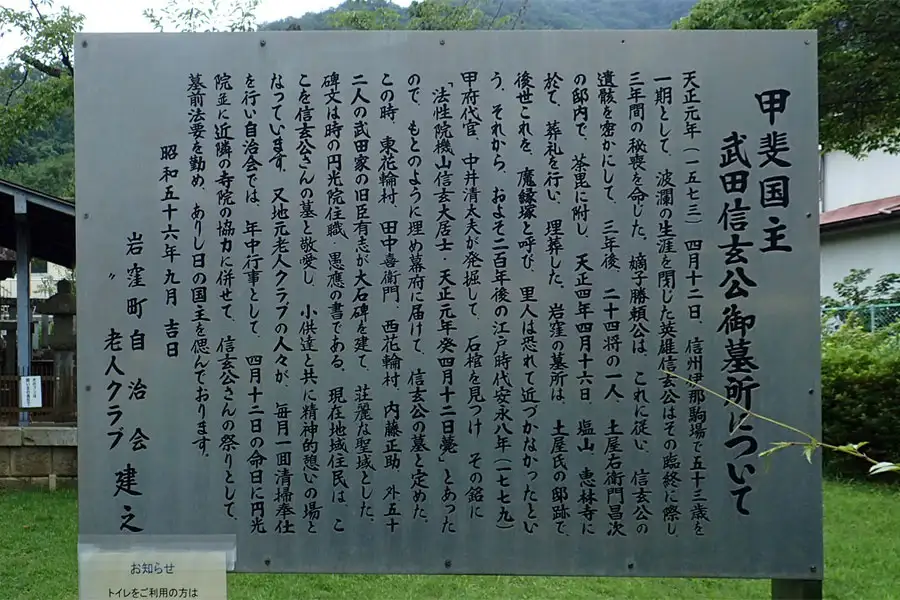 甲斐国主
武田信玄公御墓所について
天正元年(一五七三)四月十二日、信州伊那駒場で五十三歳を
一期として、波瀾の生涯を閉じた英雄信玄公はその臨終に際し、
三年間の秘喪を命じた。嫡子勝頼公は、これに従い、信玄公の
遺骸を密かにして、三年後、二十四将の一人、土屋右衛門昌次
の邸内で、荼毘に附し、天正四年四月十六日、塩山、恵林寺に
於て、葬礼を行い、埋葬した。岩窪の墓所は、土屋氏の邸跡で、
後世これを、魔縁塚と呼び、里人は恐れて近づかなかったとい
う、それから、およそ二百年後の江戸時代安永八年(一七七九)
甲府代官、中井清太夫が発掘して、石棺を見つけ、その銘に
「法性院機山信玄大居士・天正元年癸四月十二日薨」とあった
ので、もとのように埋め幕府に届けて、信玄公の墓と定めた。
この時、東花輪村、田中喜衛門、西花輪村、内藤正助、外五十
二人の武田家の旧臣有志が大石碑を建て、荘麗な聖域とした。
碑文は時の円光院住職・愚應の書である。現在地域住民は、こ
こを信玄公さんの墓と敬愛し、小供達と共に精神的憩いの場と
なっています。又地元老人クラブの人々が、毎月一回清掃奉仕
を行い自治会では、年中行事として、四月十二日の命日に円光
院並に近隣の寺院の協力に併せて、信玄公さんの祭りとして、
墓前法要を勤め、ありし日の国主を偲んでおります。
昭和五十六年九月 吉日
岩窪町自治会
〃 老人クラブ 建之
お知らせ
トイレをご利用の方は